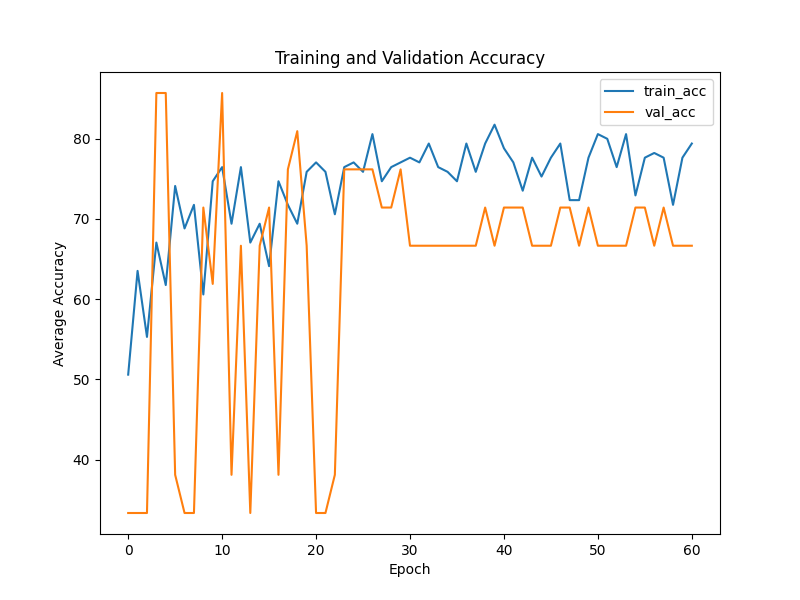 Training and Validation Accuracy
train_acc
val_acc
Average Accuracy
80
70
60
50
40
0 10 20 30 40 50 60
Epoch